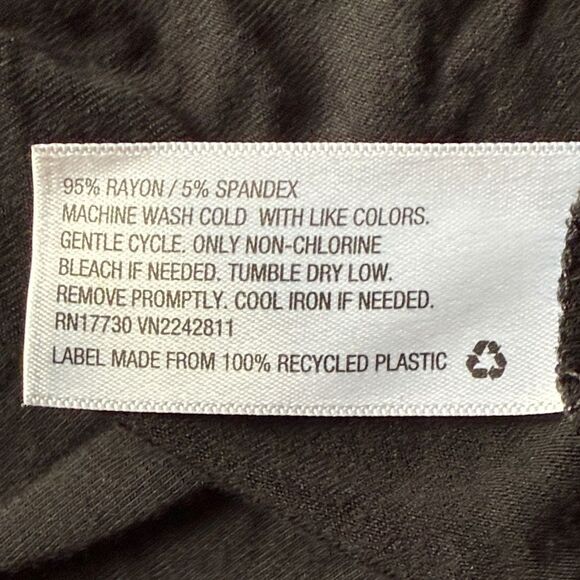 95% RAYON / 5% SPANDEX
MACHINE WASH COLD WITH LIKE COLORS.
GENTLE CYCLE. ONLY NON-CHLORINE
BLEACH IF NEEDED. TUMBLE DRY LOW.
REMOVE PROMPTLY. COOL IRON IF NEEDED.
RN17730 VN2242811
LABEL MADE FROM 100% RECYCLED PLASTIC